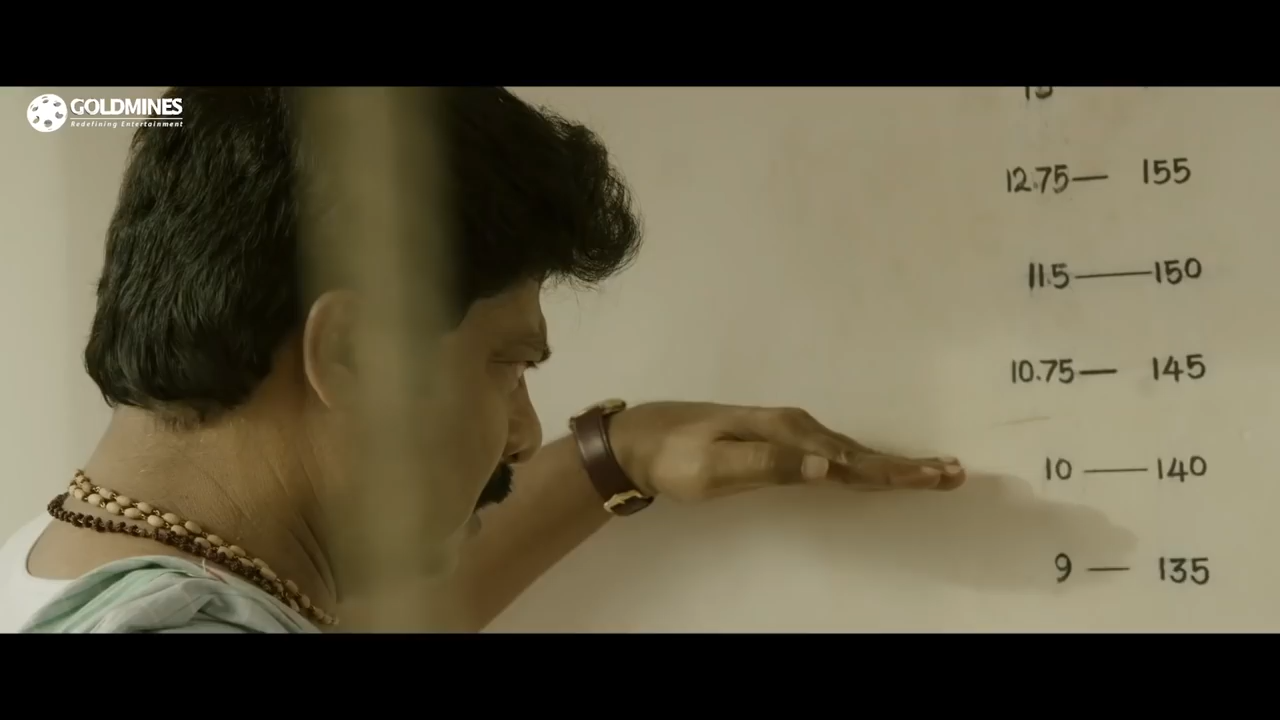 GOLDMINES
Redefining Entertainment
12.75— 155
11.5——150
10.75— 145
10 ——140
9 — 135